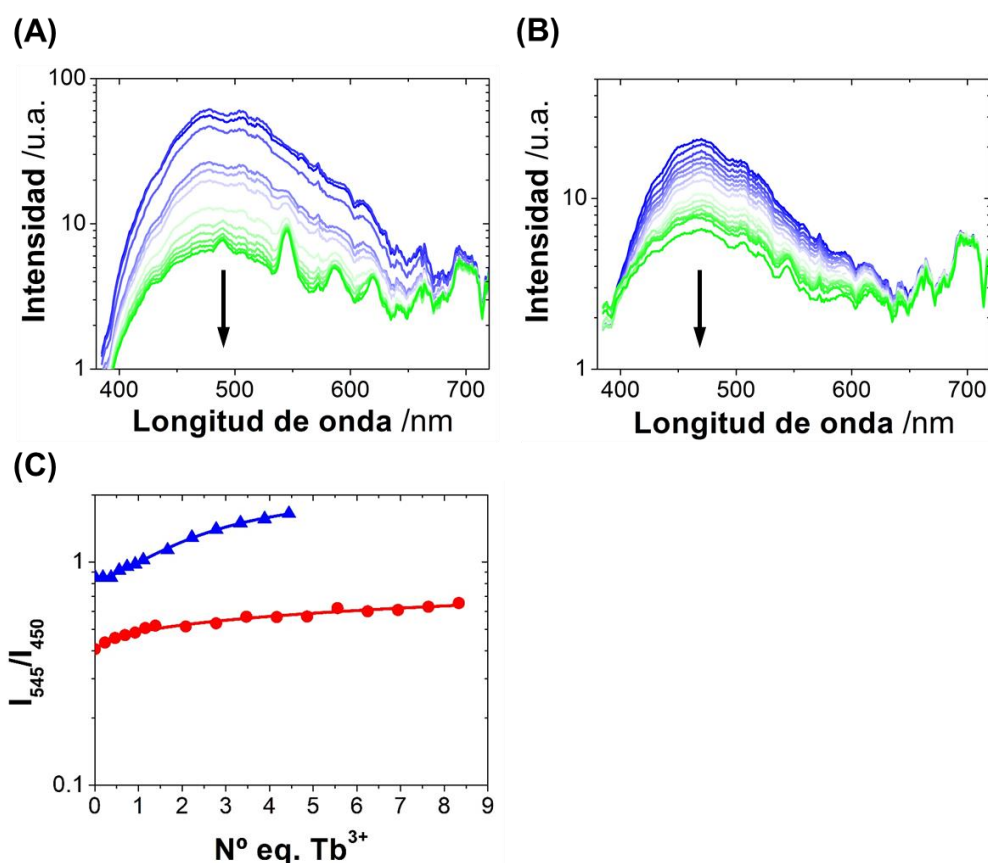 (A)
(B)
100
10
1
Intensidad /u.a.
400 500 600 700
Longitud de onda /nm
10
1
Intensidad /u.a.
400 500 600 700
Longitud de onda /nm
(C)
1
0.1
I₅₄₅/I₄₅₀
0 1 2 3 4 5 6 7 8 9
Nº eq. Tb³⁺